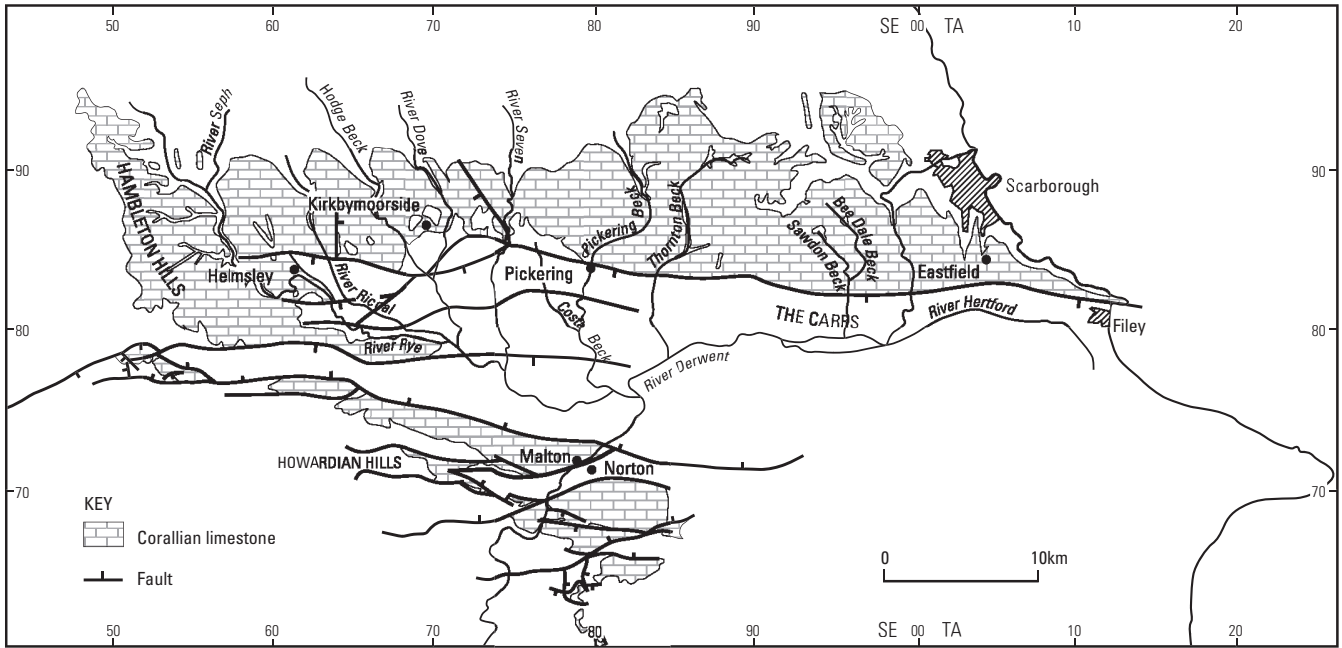 50 60 70 80 90 SE 00 TA 10 20
River Seph
Hodge Beck
River Dove
River Seven
90
90
Scarborough
HAMBLETON HILLS
Kirkbymoorside
Pickering Beck
Thornton Beck
Bee Dale Beck
Sawdon Beck
Helmsley
River Riccal
Pickering
Eastfield
Costa Beck
THE CARRS
River Hertford
Filey
80
80
River Rye
River Derwent
Malton
Norton
HOWARDIAN HILLS
70
70
KEY
Corallian limestone
Fault
0 10km
50 60 70 80 90 SE 00 TA 10 20